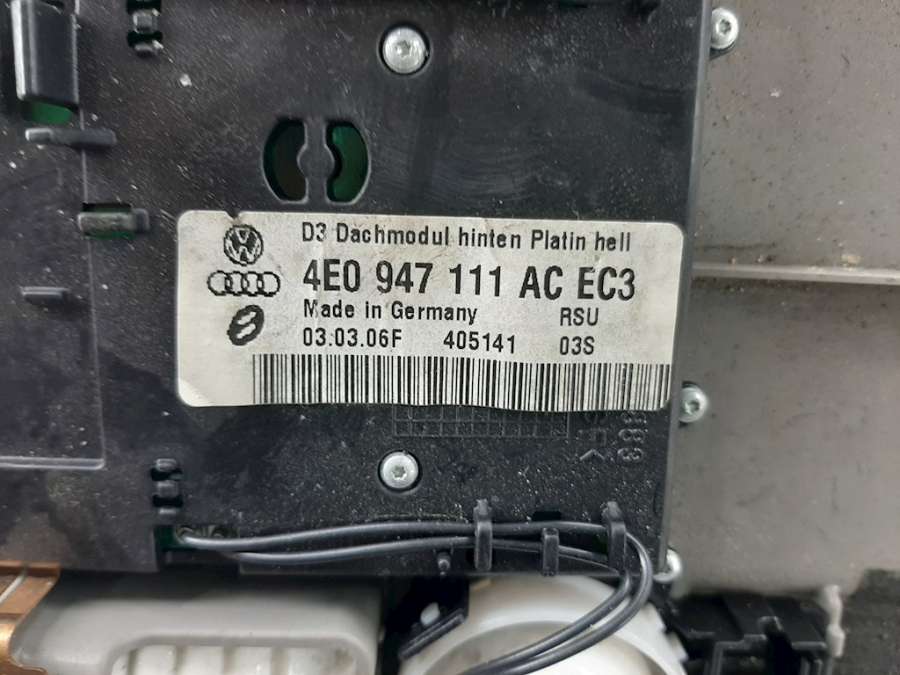 D3 Dachmodul hinten Platin hell
4E0 947 111 AC EC3
Made in Germany RSU
03.03.06F 405141 03S